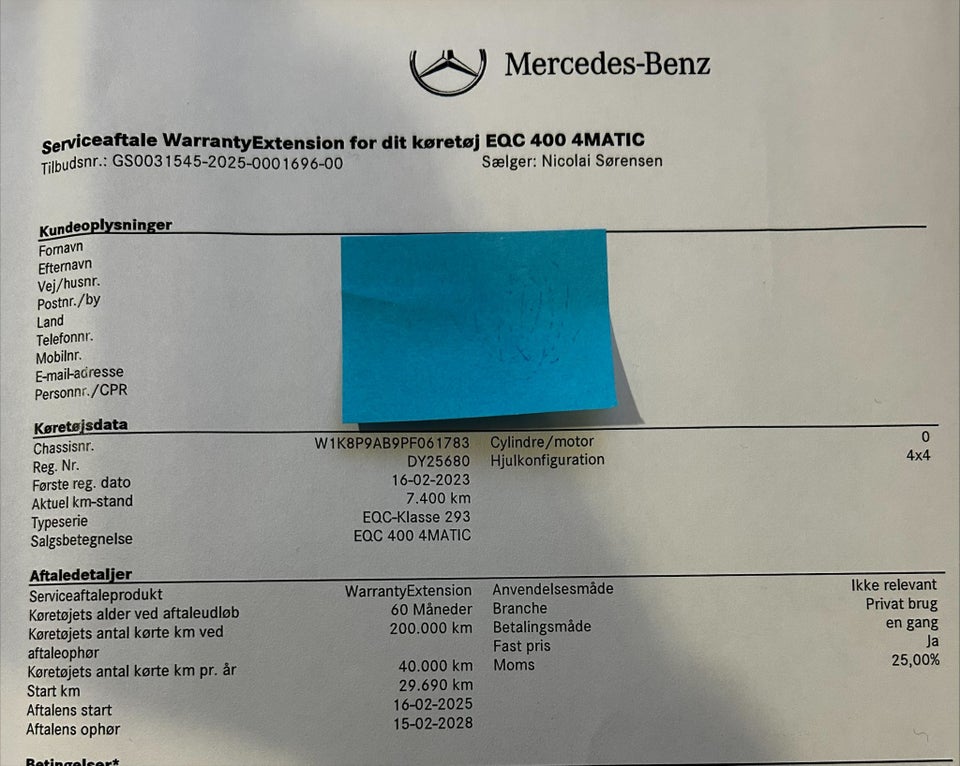 Mercedes-Benz
Serviceaftale WarrantyExtension for dit køretøj EQC 400 4MATIC
Tilbudsnr.: GS0031545-2025-0001696-00 Sælger: Nicolai Sørensen
Kundeoplysninger
Fornavn
Efternavn
Vej/husnr.
Postnr./by
Land
Telefonnr.
Mobilnr.
E-mail-adresse
Personnr./CPR
Køretøjsdata
Chassisnr. W1K8P9AB9PF061783 Cylindre/motor 0
Reg. Nr. DY25680 Hjulkonfiguration 4x4
Første reg. dato 16-02-2023
Aktuel km-stand 7.400 km
Typeserie EQC-Klasse 293
Salgsbetegnelse EQC 400 4MATIC
Aftaledetaljer
Serviceaftaleprodukt WarrantyExtension Anvendelsesmåde Ikke relevant
Køretøjets alder ved aftaleudløb 60 Måneder Branche Privat brug
Køretøjets antal kørte km ved 200.000 km Betalingsmåde en gang
aftaleophør Fast pris Ja
Køretøjets antal kørte km pr. år 40.000 km Moms 25,00%
Start km 29.690 km
Aftalens start 16-02-2025
Aftalens ophør 15-02-2028
Betingelser*